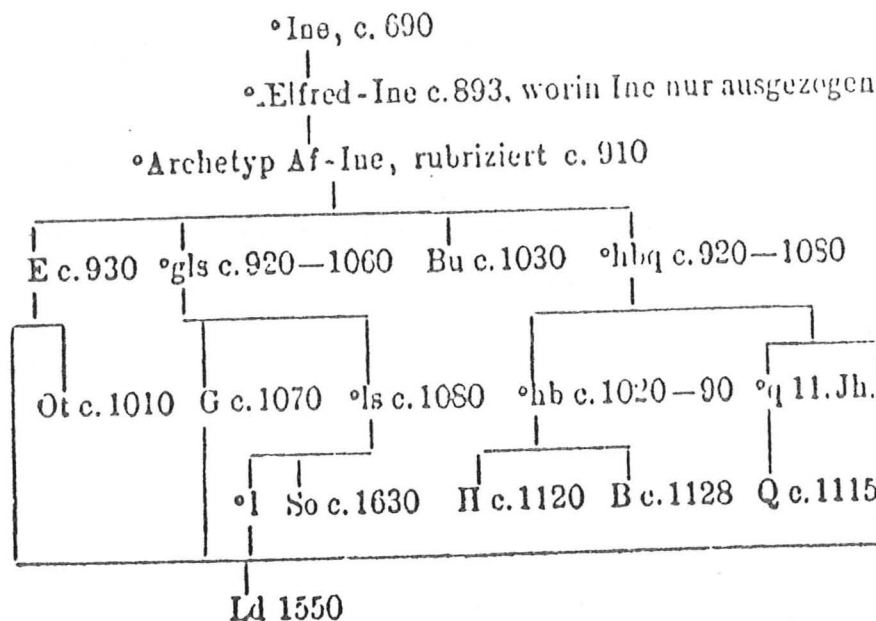 °Ine, c. 690
°Ælfred-Ine c. 893, worin Ine nur ausgezogen
°Archetyp Af-Ine, rubriziert c. 910
E c. 930 °gls c. 920—1060 Bu c. 1030 °hbq c. 920—1080
Ot c. 1010 G c. 1070 °ls c. 1080 °hb c. 1020—90 °q 11. Jh.
°l So c. 1630 H c. 1120 B c. 1128 Q c. 1115
Ld 1550